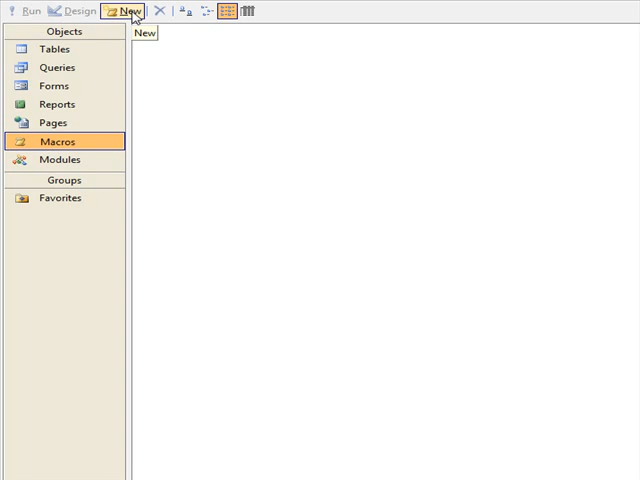 Run Design New
New
Objects
Tables
Queries
Forms
Reports
Pages
Macros
Modules
Groups
Favorites